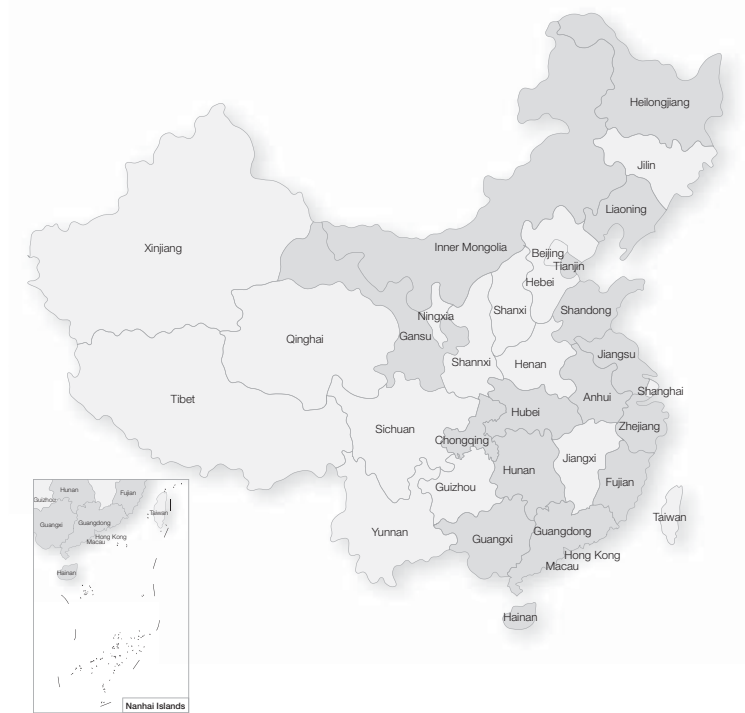 Heilongjiang
Jilin
Liaoning
Xinjiang
Inner Mongolia
Beijing
Tianjin
Hebei
Ningxia
Shanxi
Shandong
Gansu
Qinghai
Jiangsu
Shannxi
Henan
Shanghai
Anhui
Tibet
Hubei
Sichuan
Zhejiang
Chongqing
Jiangxi
Hunan
Fujian
Guizhou
Taiwan
Yunnan
Guangdong
Guangxi
Hong Kong
Macau
Hainan
Hunan
Fujian
Guizhou
Taiwan
Guangxi
Guangdong
Hong Kong
Macau
Hainan
Nanhai Islands